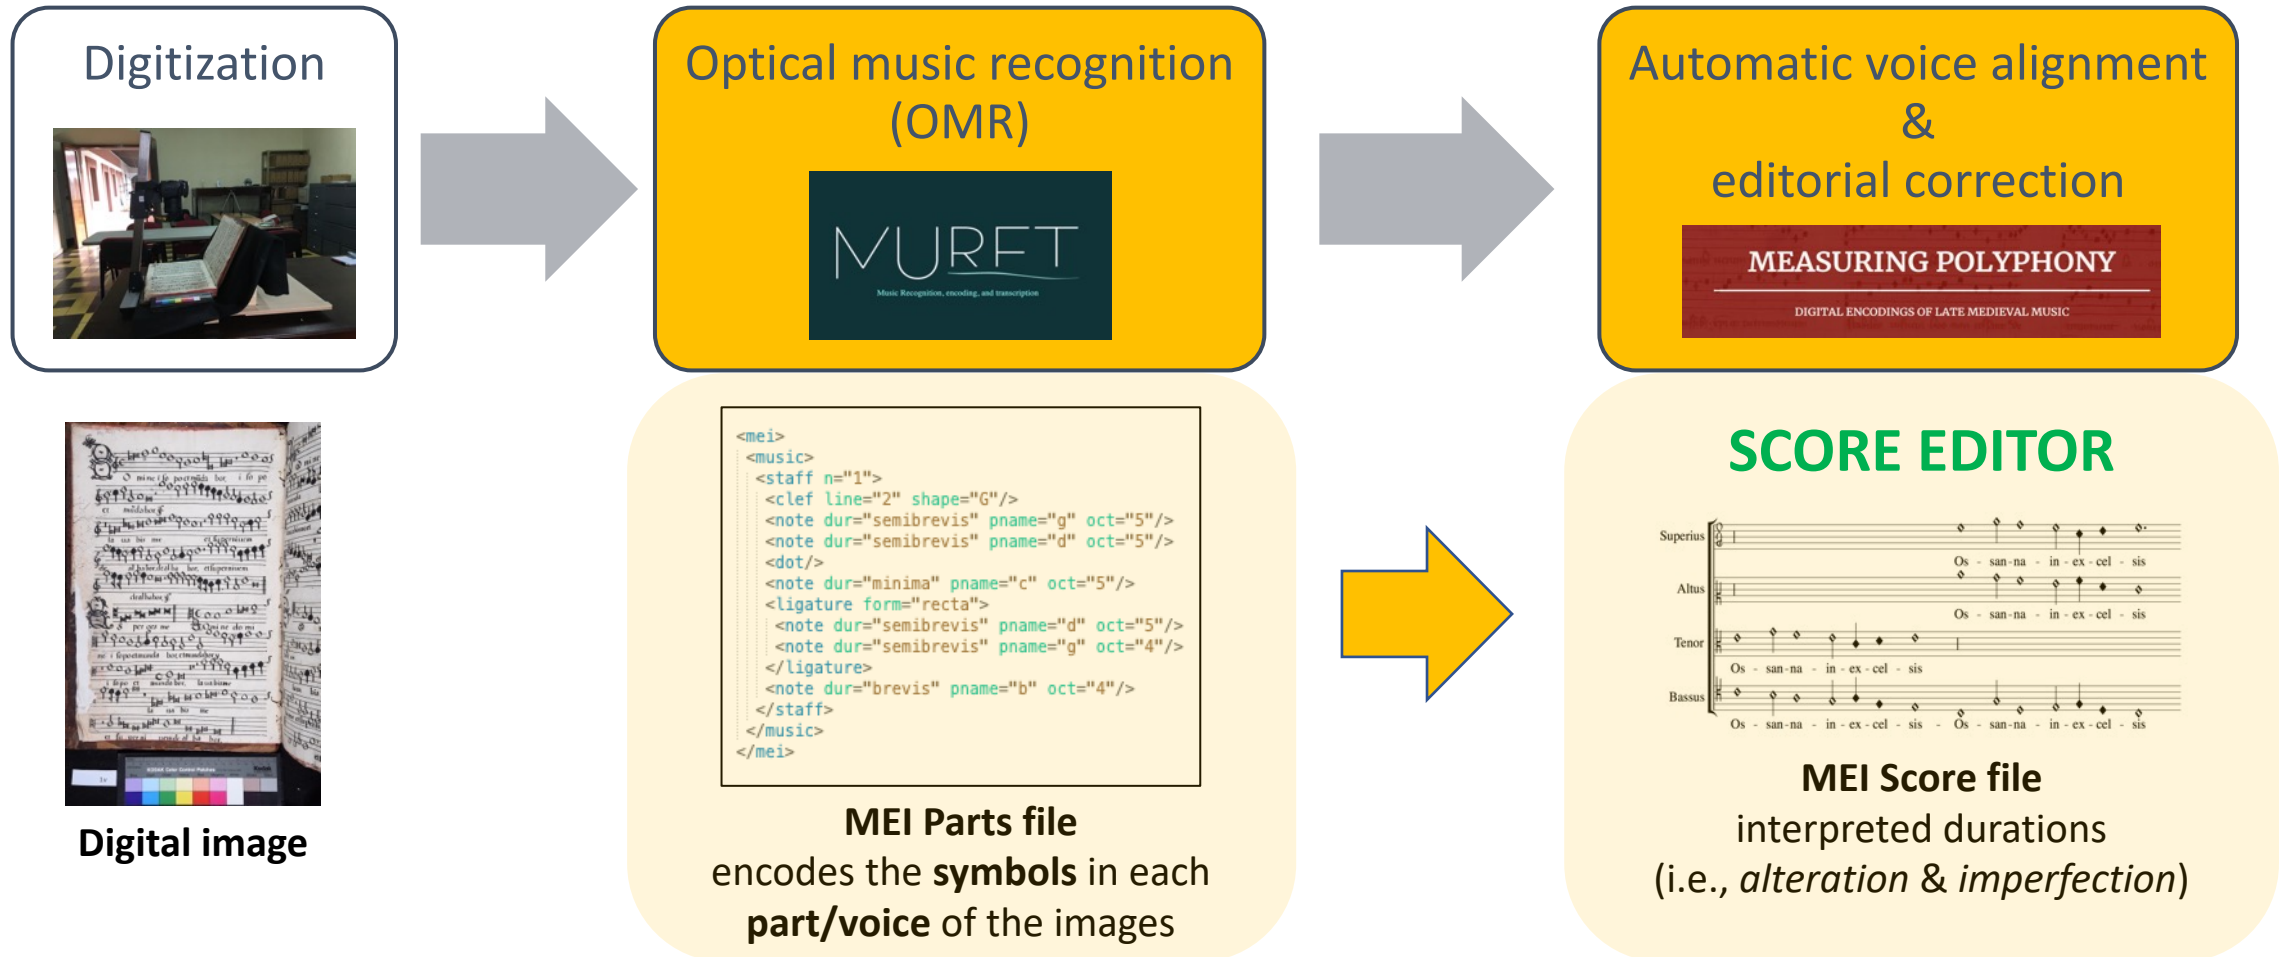 Digitization
Optical music recognition
(OMR)
MURET
Music Recognition, encoding, and transcription
Automatic voice alignment
&
editorial correction
MEASURING POLYPHONY
DIGITAL ENCODINGS OF LATE MEDIEVAL MUSIC
Digital image
<mei>
<music>
<staff n="1">
<clef line="2" shape="G"/>
<note dur="semibrevis" pname="g" oct="5"/>
<note dur="semibrevis" pname="d" oct="5"/>
<dot/>
<note dur="minima" pname="c" oct="5"/>
<ligature form="recta">
<note dur="semibrevis" pname="d" oct="5"/>
<note dur="semibrevis" pname="g" oct="4"/>
</ligature>
<note dur="brevis" pname="b" oct="4"/>
</staff>
</music>
</mei>
MEI Parts file
encodes the symbols in each
part/voice of the images
SCORE EDITOR
Superius
Os - san-na - in - ex - cel - sis
Altus
Os - san-na - in - ex - cel - sis
Tenor
Os - san-na - in - ex - cel - sis
Bassus
Os - san-na - in - ex - cel - sis - Os - san-na - in - ex - cel - sis
MEI Score file
interpreted durations
(i.e., alteration & imperfection)